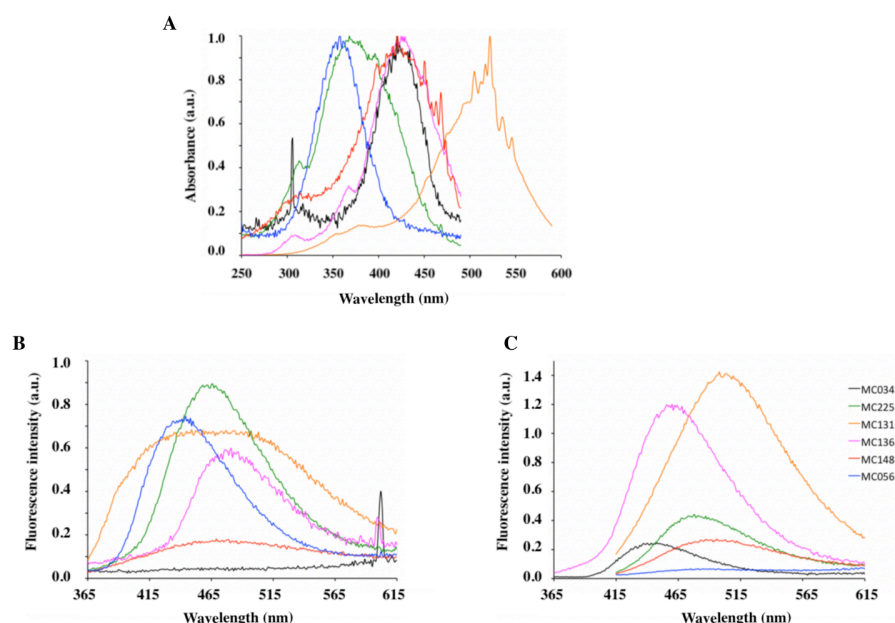 A
Absorbance (a.u.)
1.0
0.8
0.6
0.4
0.2
0.0
250 300 350 400 450 500 550 600
Wavelength (nm)
B
Fluorescence intensity (a.u.)
1.0
0.8
0.6
0.4
0.2
0.0
365 415 465 515 565 615
Wavelength (nm)
C
Fluorescence intensity (a.u.)
1.4
1.2
1.0
0.8
0.6
0.4
0.2
0.0
365 415 465 515 565 615
Wavelength (nm)
MC034
MC225
MC131
MC136
MC148
MC056